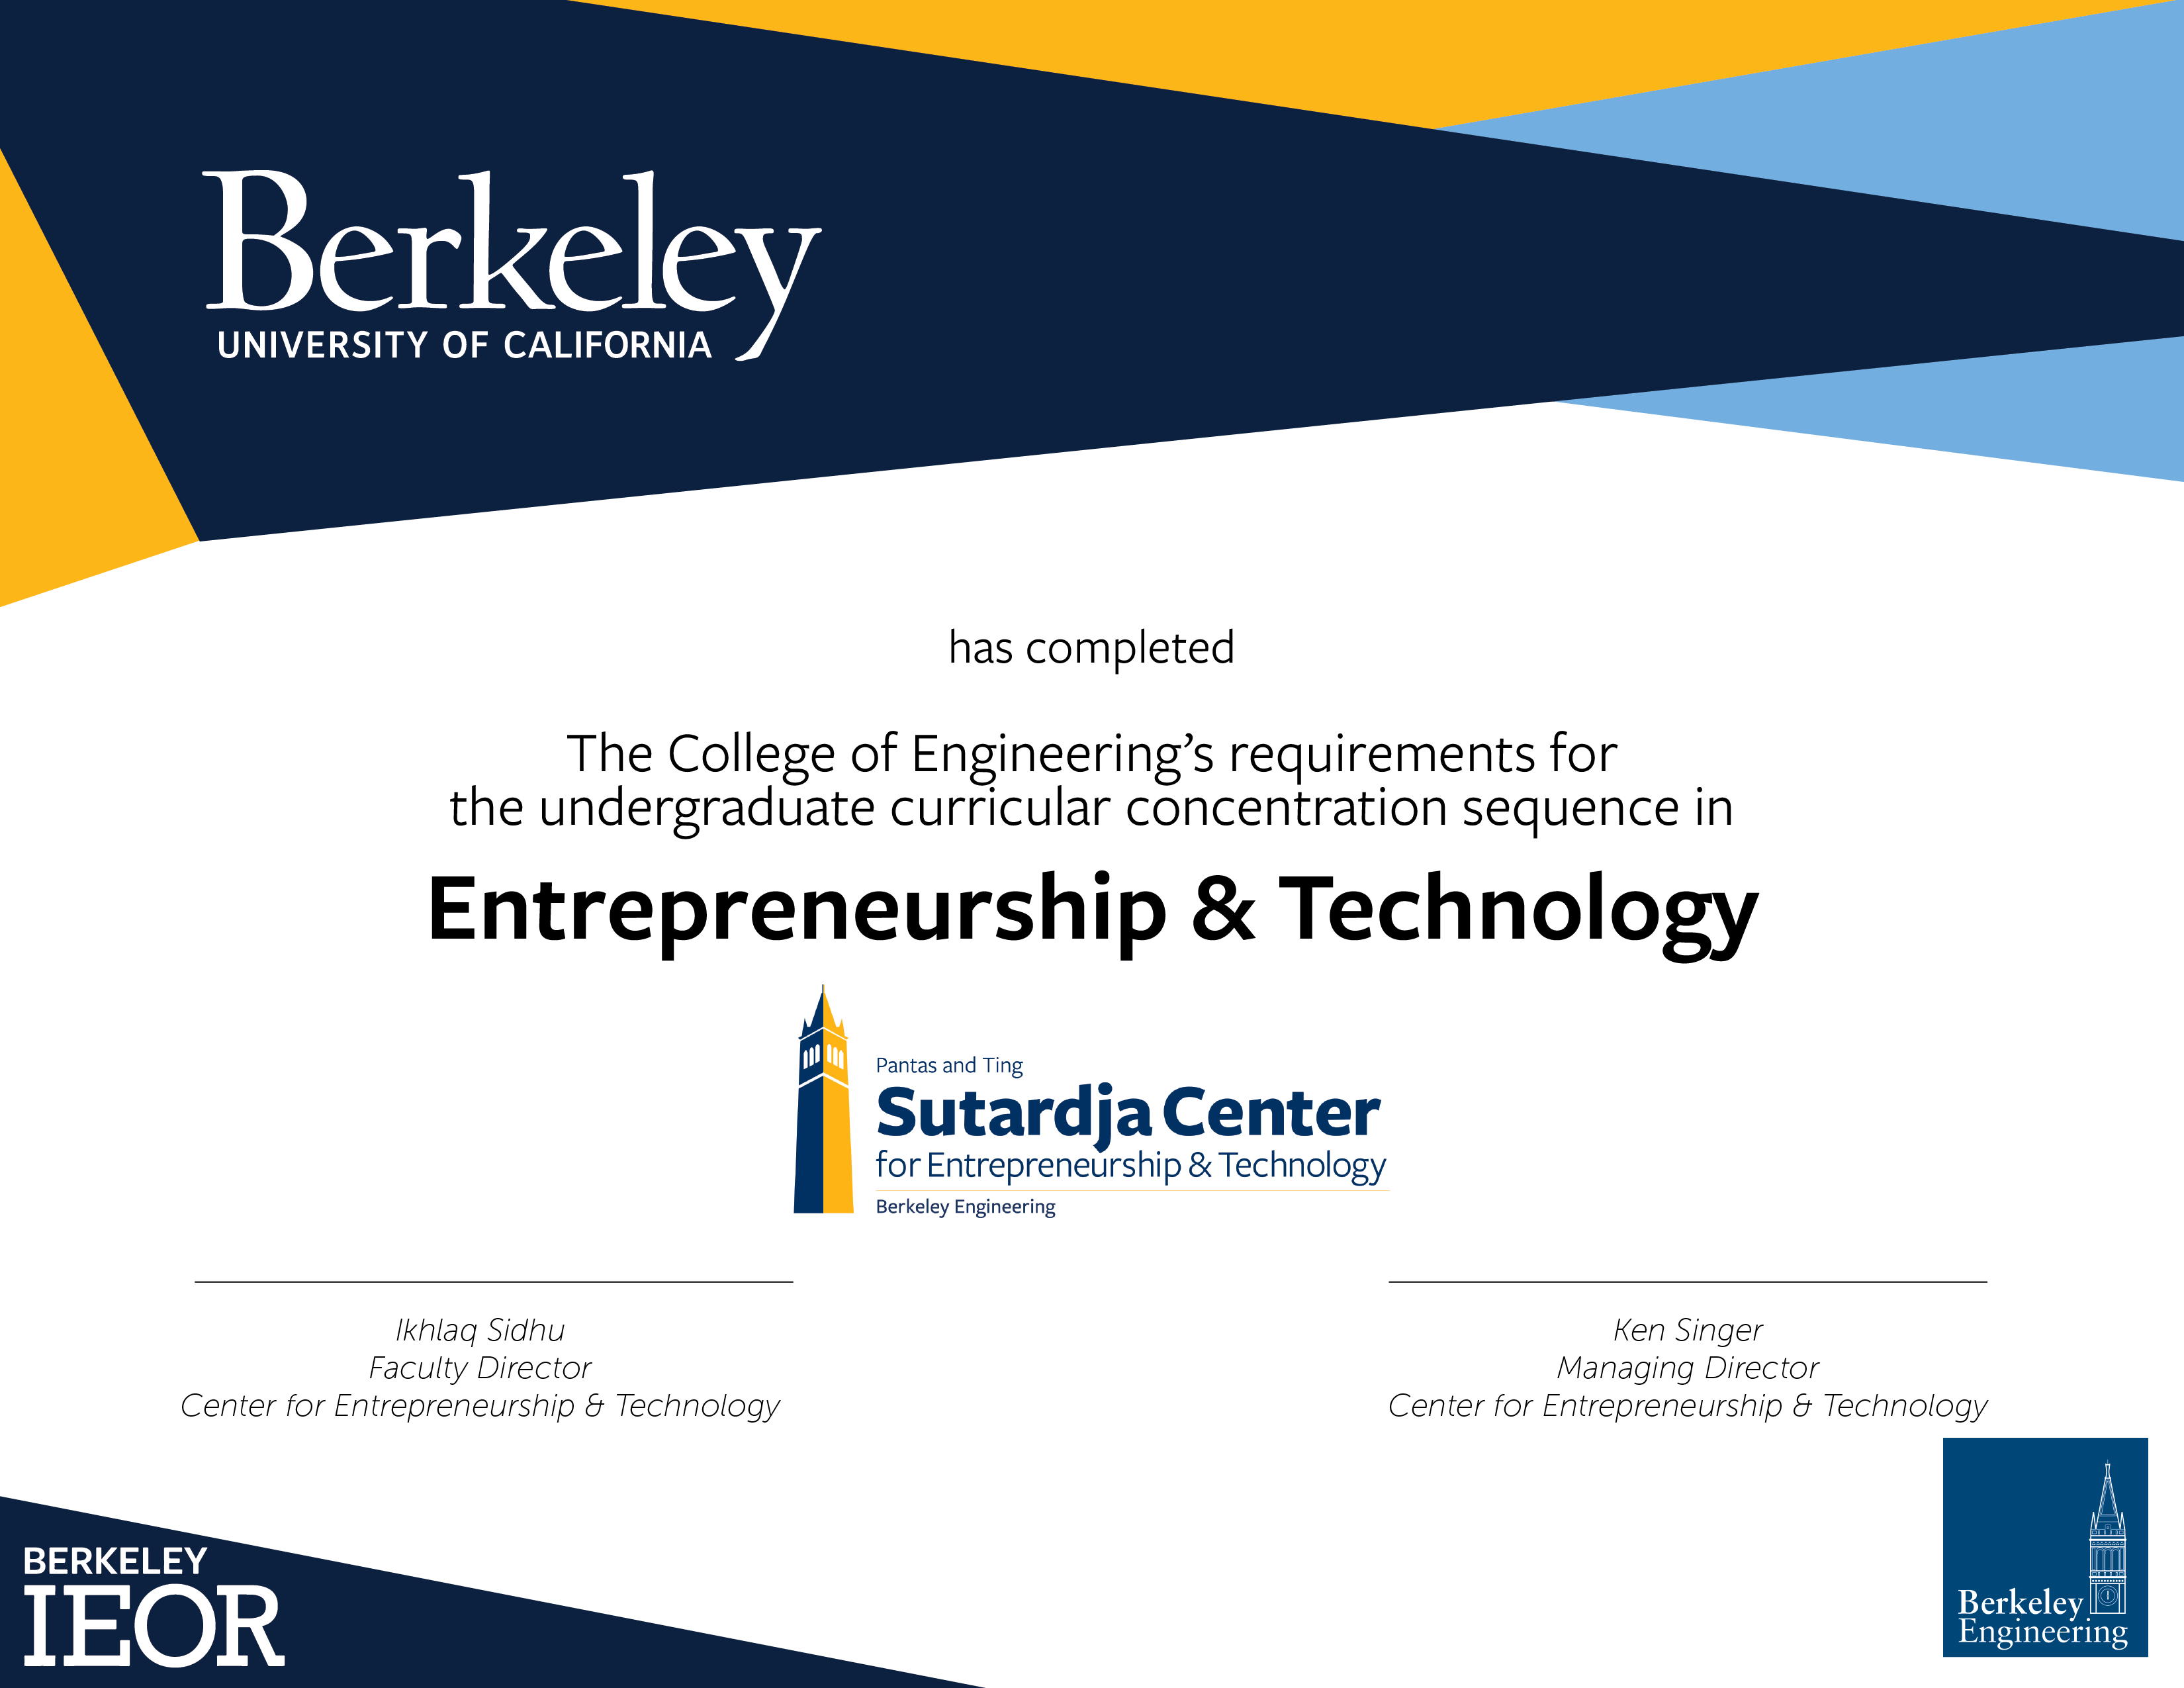 Berkeley
UNIVERSITY OF CALIFORNIA
has completed
The College of Engineering’s requirements for
the undergraduate curricular concentration sequence in
Entrepreneurship & Technology
Pantas and Ting
Sutardja Center
for Entrepreneurship & Technology
Berkeley Engineering
Ikhlaq Sidhu
Faculty Director
Center for Entrepreneurship & Technology
Ken Singer
Managing Director
Center for Entrepreneurship & Technology
BERKELEY
IEOR
Berkeley
Engineering